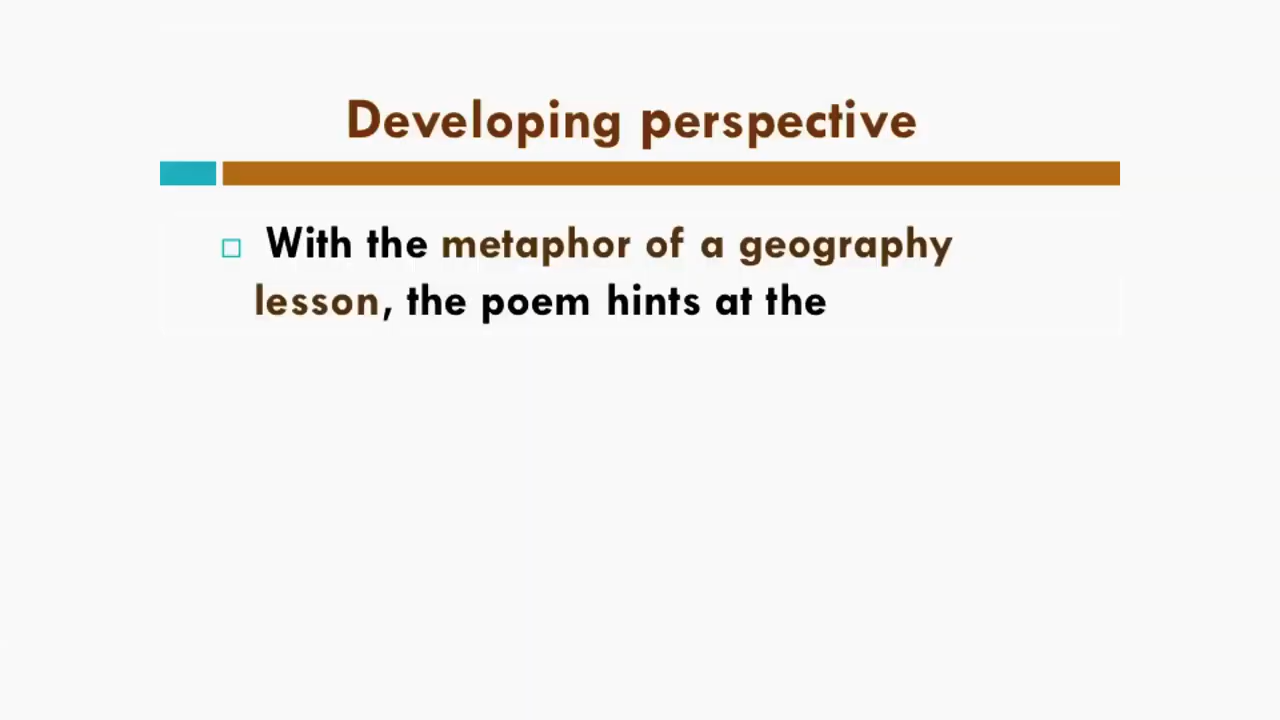 Developing perspective
With the metaphor of a geography
lesson, the poem hints at the